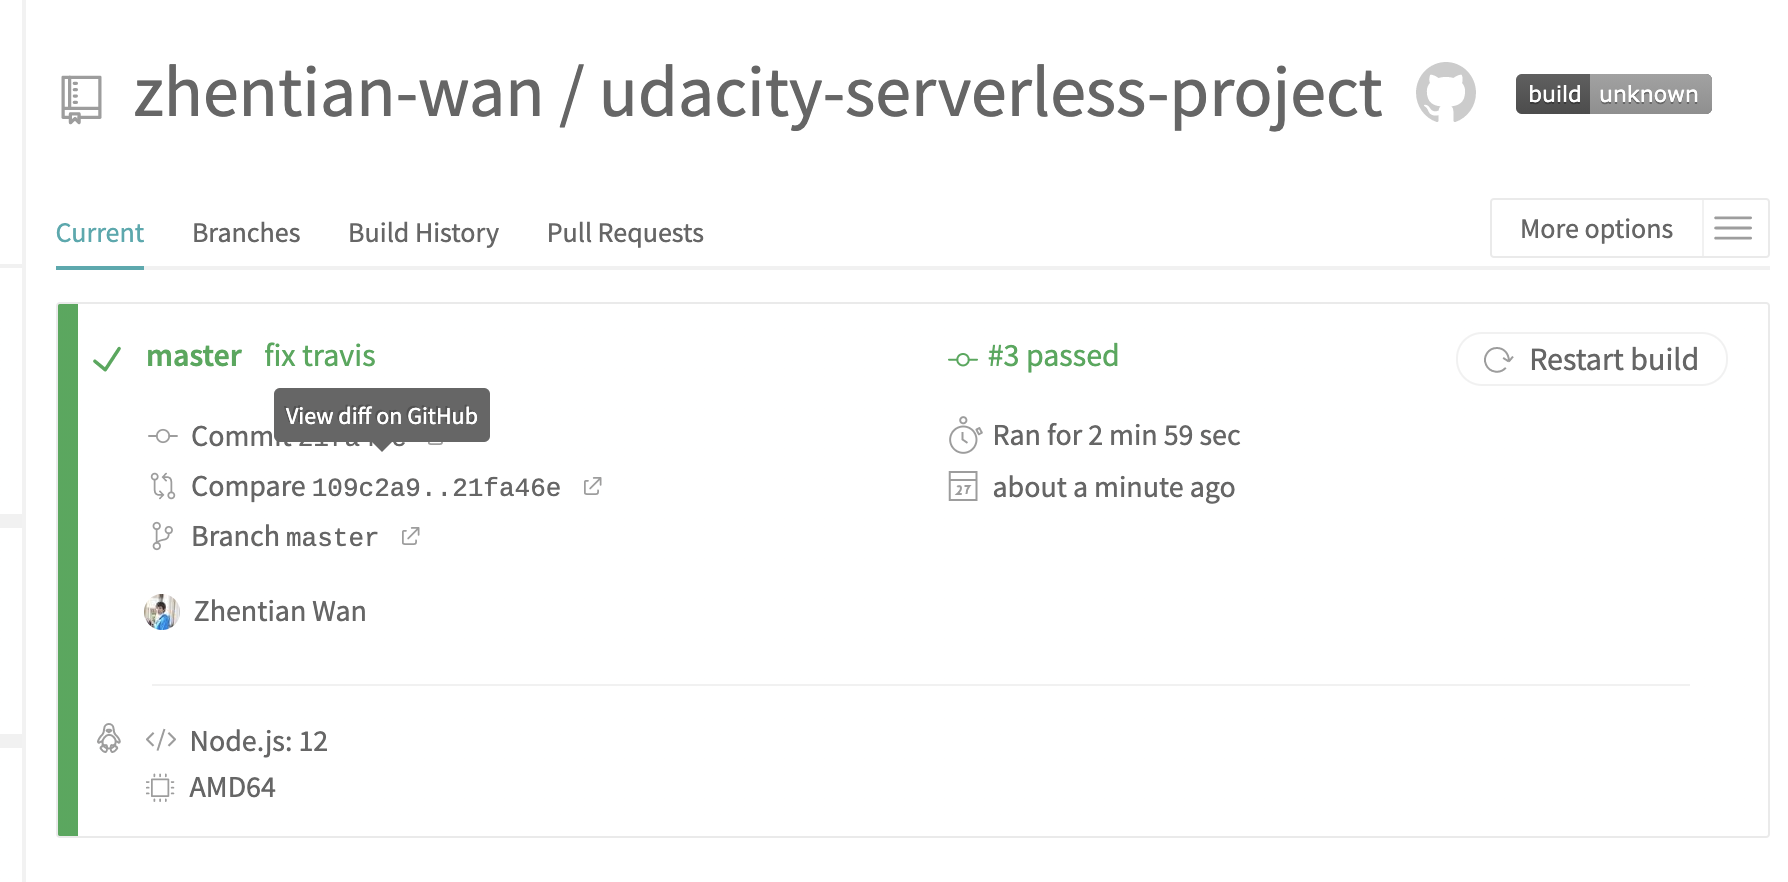 zhentian-wan / udacity-serverless-project
build unknown
Current Branches Build History Pull Requests
More options
master fix travis
#3 passed
Restart build
View diff on GitHub
Commit
Ran for 2 min 59 sec
Compare 109c2a9..21fa46e
27
about a minute ago
Branch master
Zhentian Wan
</> Node.js: 12
AMD64